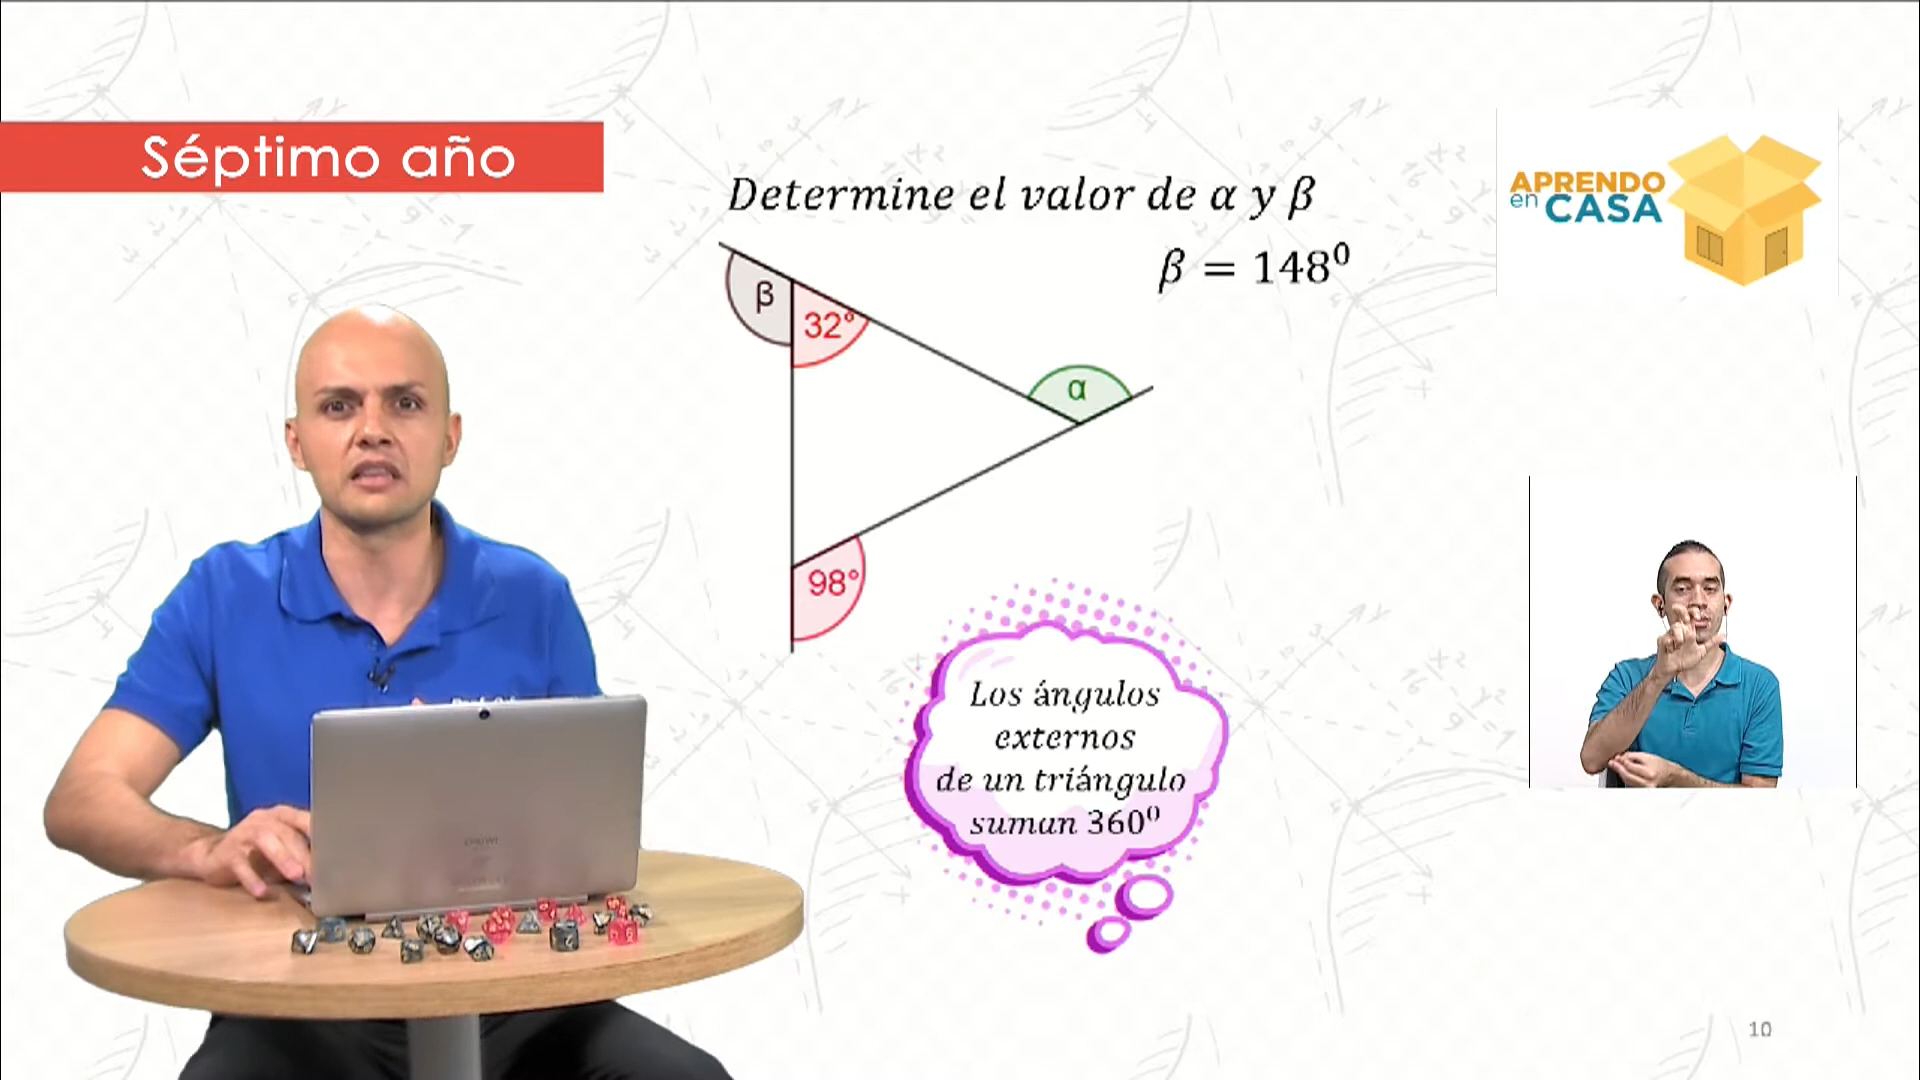 Séptimo año
Determine el valor de α y β
β = 148⁰
APRENDO
en CASA
β
32°
α
98°
Los ángulos
externos
de un triángulo
suman 360⁰
10